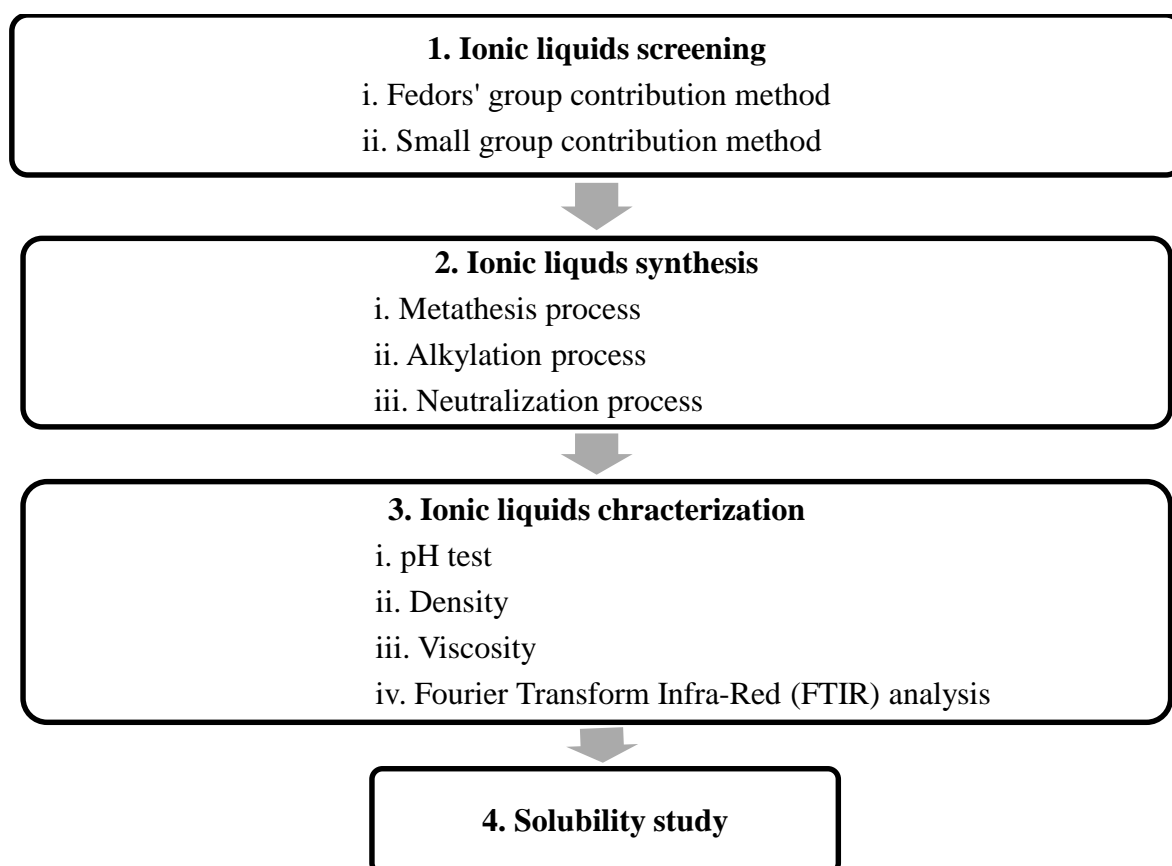 1. Ionic liquids screening
i. Fedors' group contribution method
ii. Small group contribution method
2. Ionic liquds synthesis
i. Metathesis process
ii. Alkylation process
iii. Neutralization process
3. Ionic liquids chracterization
i. pH test
ii. Density
iii. Viscosity
iv. Fourier Transform Infra-Red (FTIR) analysis
4. Solubility study